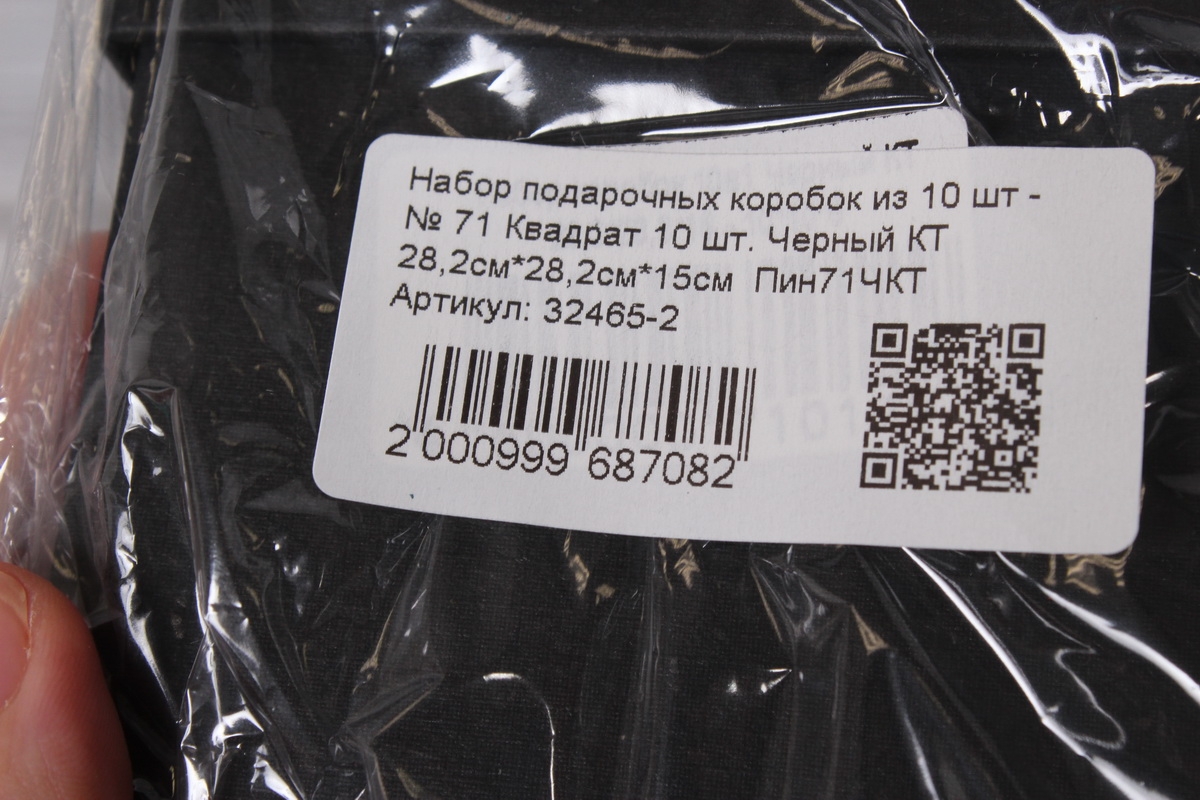 Набор подарочных коробок из 10 шт -
№ 71 Квадрат 10 шт. Черный КТ
28,2см*28,2см*15см Пин71ЧКТ
Артикул: 32465-2
2 000999 687082